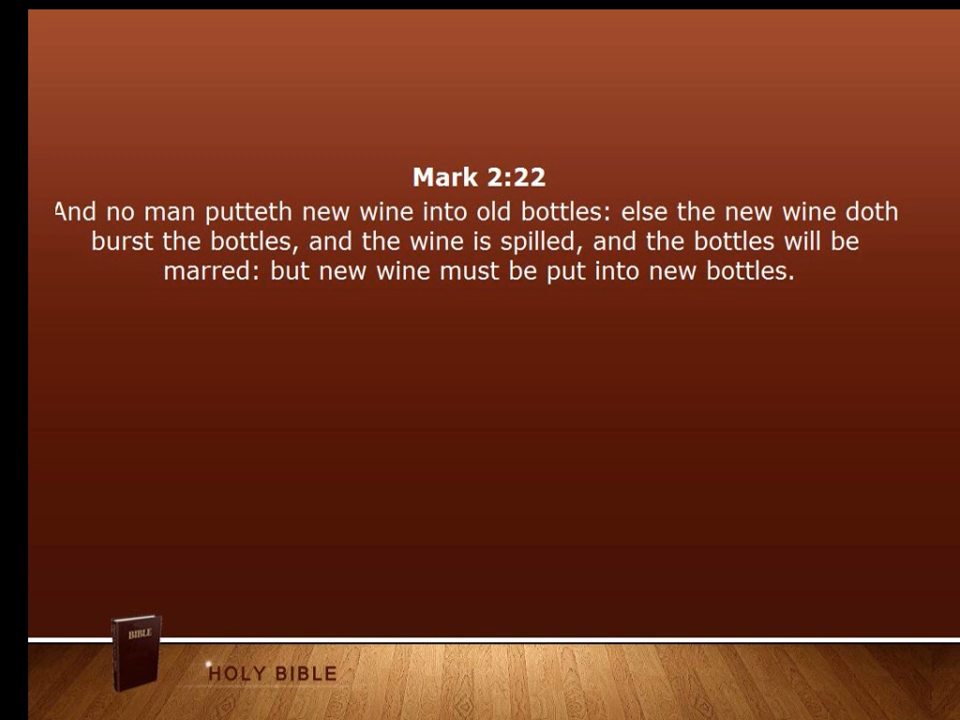 Mark 2:22
And no man putteth new wine into old bottles: else the new wine doth
burst the bottles, and the wine is spilled, and the bottles will be
marred: but new wine must be put into new bottles.
BIBLE
HOLY BIBLE